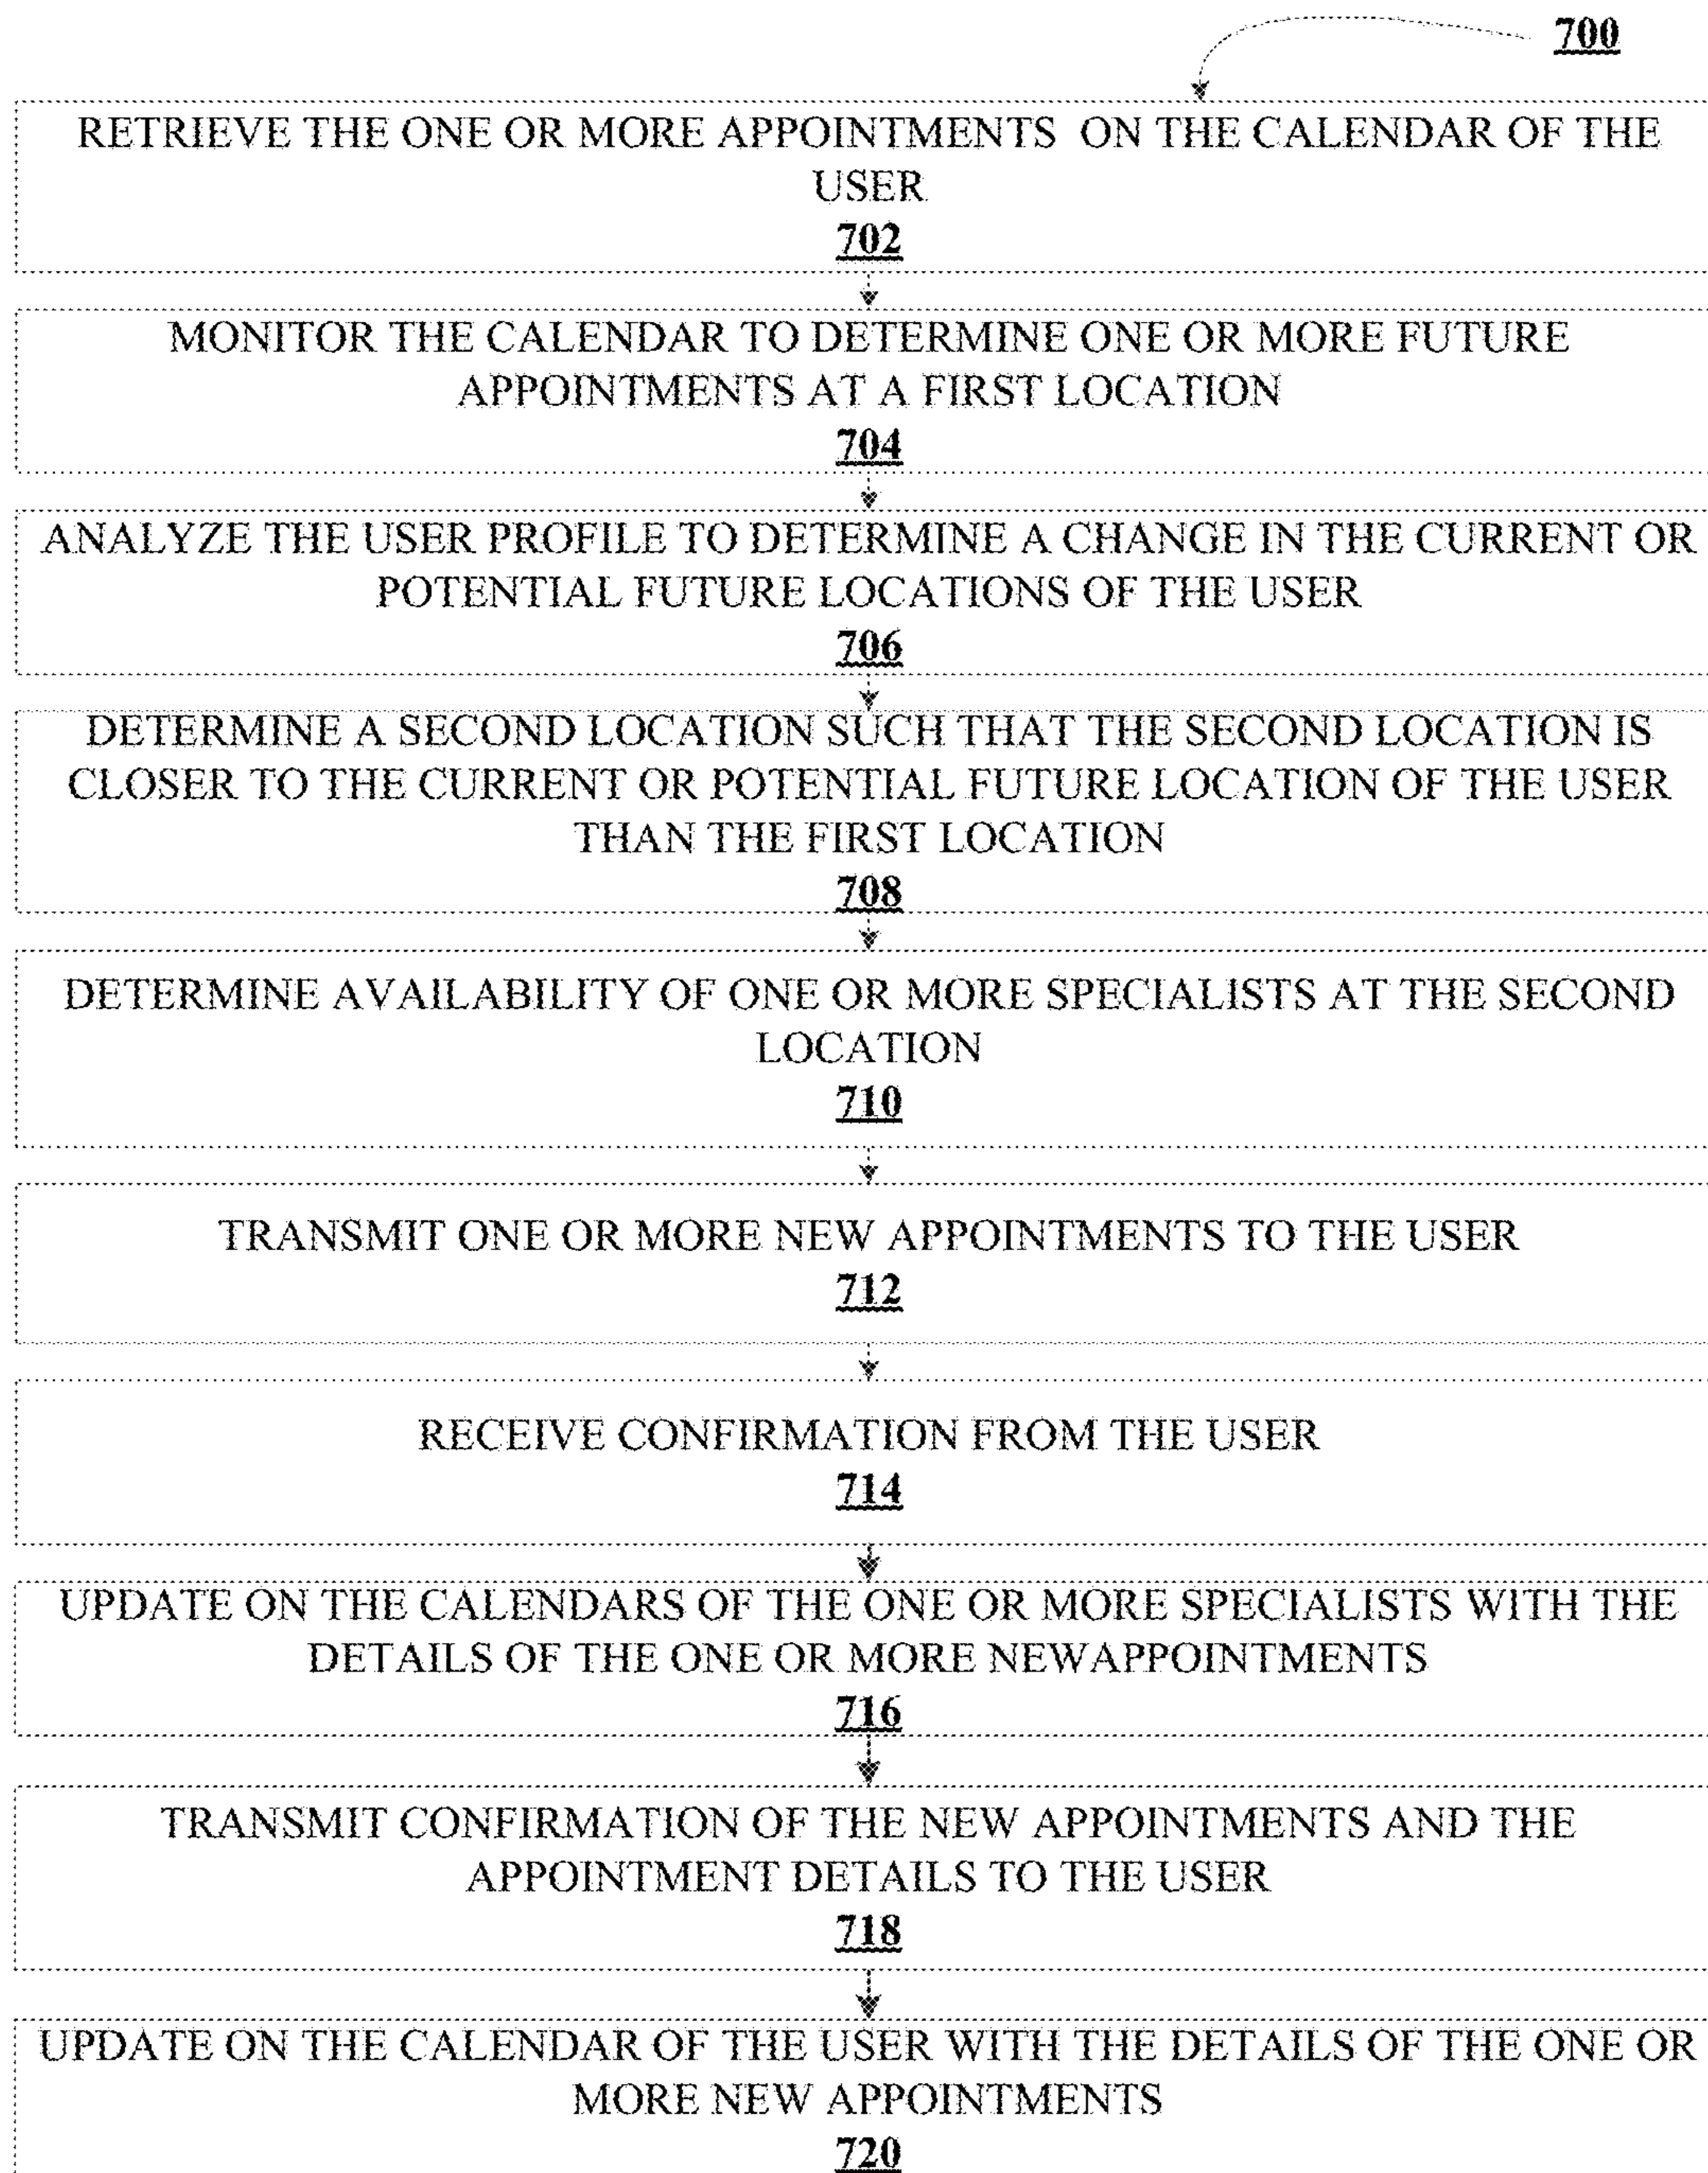 700
RETRIEVE THE ONE OR MORE APPOINTMENTS ON THE CALENDAR OF THE
USER
702
MONITOR THE CALENDAR TO DETERMINE ONE OR MORE FUTURE
APPOINTMENTS AT A FIRST LOCATION
704
ANALYZE THE USER PROFILE TO DETERMINE A CHANGE IN THE CURRENT OR
POTENTIAL FUTURE LOCATIONS OF THE USER
706
DETERMINE A SECOND LOCATION SUCH THAT THE SECOND LOCATION IS
CLOSER TO THE CURRENT OR POTENTIAL FUTURE LOCATION OF THE USER
THAN THE FIRST LOCATION
708
DETERMINE AVAILABILITY OF ONE OR MORE SPECIALISTS AT THE SECOND
LOCATION
710
TRANSMIT ONE OR MORE NEW APPOINTMENTS TO THE USER
712
RECEIVE CONFIRMATION FROM THE USER
714
UPDATE ON THE CALENDARS OF THE ONE OR MORE SPECIALISTS WITH THE
DETAILS OF THE ONE OR MORE NEWAPPOINTMENTS
716
TRANSMIT CONFIRMATION OF THE NEW APPOINTMENTS AND THE
APPOINTMENT DETAILS TO THE USER
718
UPDATE ON THE CALENDAR OF THE USER WITH THE DETAILS OF THE ONE OR
MORE NEW APPOINTMENTS
720